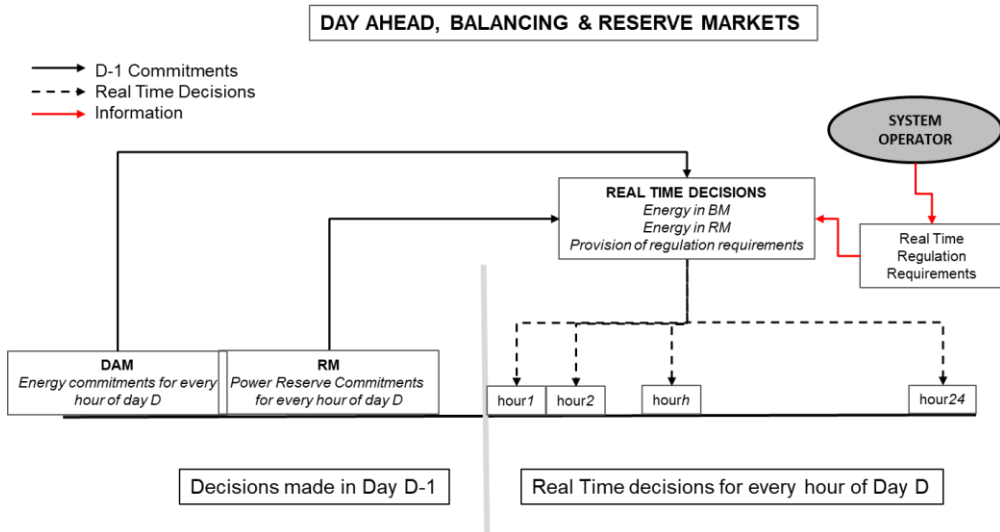 DAY AHEAD, BALANCING & RESERVE MARKETS
D-1 Commitments
Real Time Decisions
Information
SYSTEM
OPERATOR
REAL TIME DECISIONS
Energy in BM
Energy in RM
Provision of regulation requirements
Real Time
Regulation
Requirements
DAM
Energy commitments for every
hour of day D
RM
Power Reserve Commitments
for every hour of day D
hour1
hour2
hourh
hour24
Decisions made in Day D-1
Real Time decisions for every hour of Day D